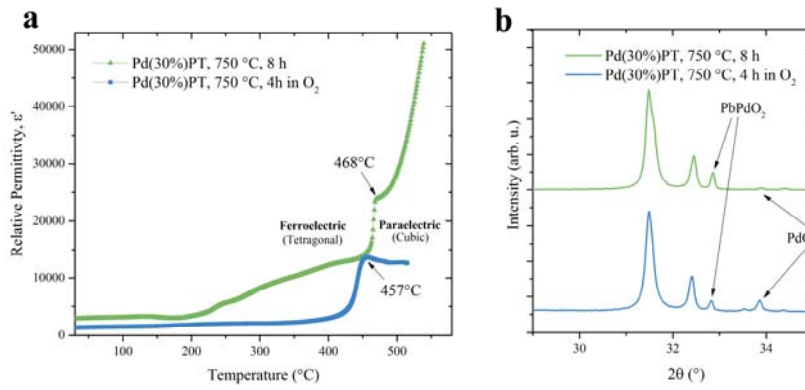 a
50000
40000
30000
20000
10000
0
Relative Permittivity, ε'
Pd(30%)PT, 750 °C, 8 h
Pd(30%)PT, 750 °C, 4h in O2
468°C
Ferroelectric
(Tetragonal)
Paraelectric
(Cubic)
457°C
100
200
300
400
500
Temperature (°C)
b
Intensity (arb. u.)
Pd(30%)PT, 750 °C, 8 h
Pd(30%)PT, 750 °C, 4 h in O2
PbPdO2
PdO
30
32
34
2θ (°)